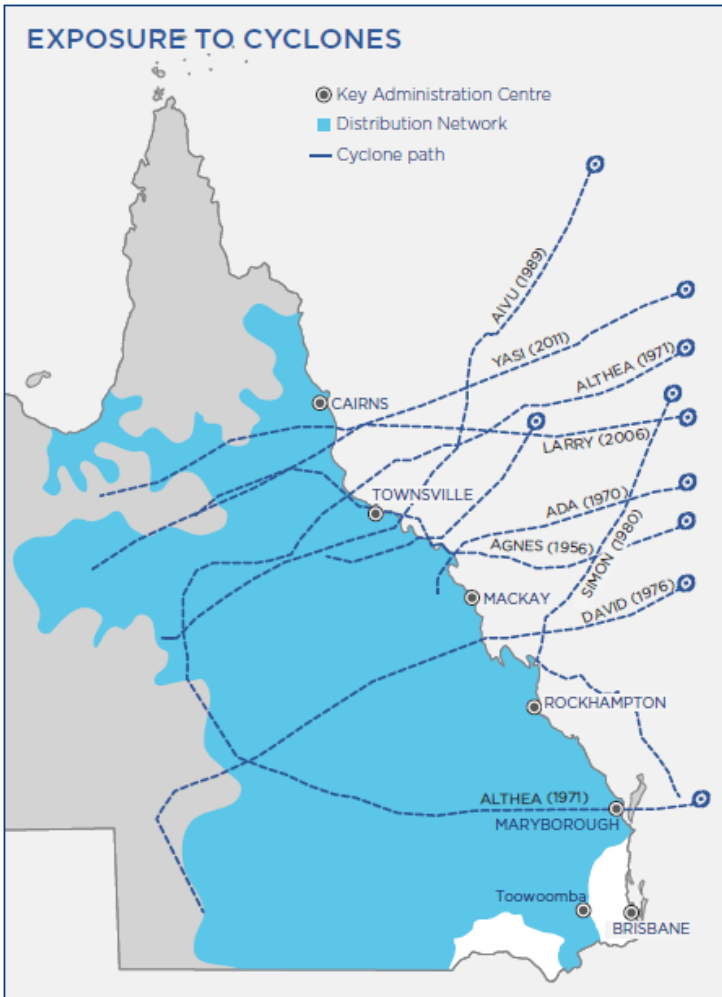 EXPOSURE TO CYCLONES
Key Administration Centre
Distribution Network
Cyclone path
AIVU (1989)
YASI (2011)
ALTHEA (1971)
CAIRNS
LARRY (2006)
TOWNSVILLE
ADA (1970)
AGNES (1956)
SIMON (1980)
MACKAY
DAVID (1976)
ROCKHAMPTON
ALTHEA (1971)
MARYBOROUGH
Toowoomba
BRISBANE